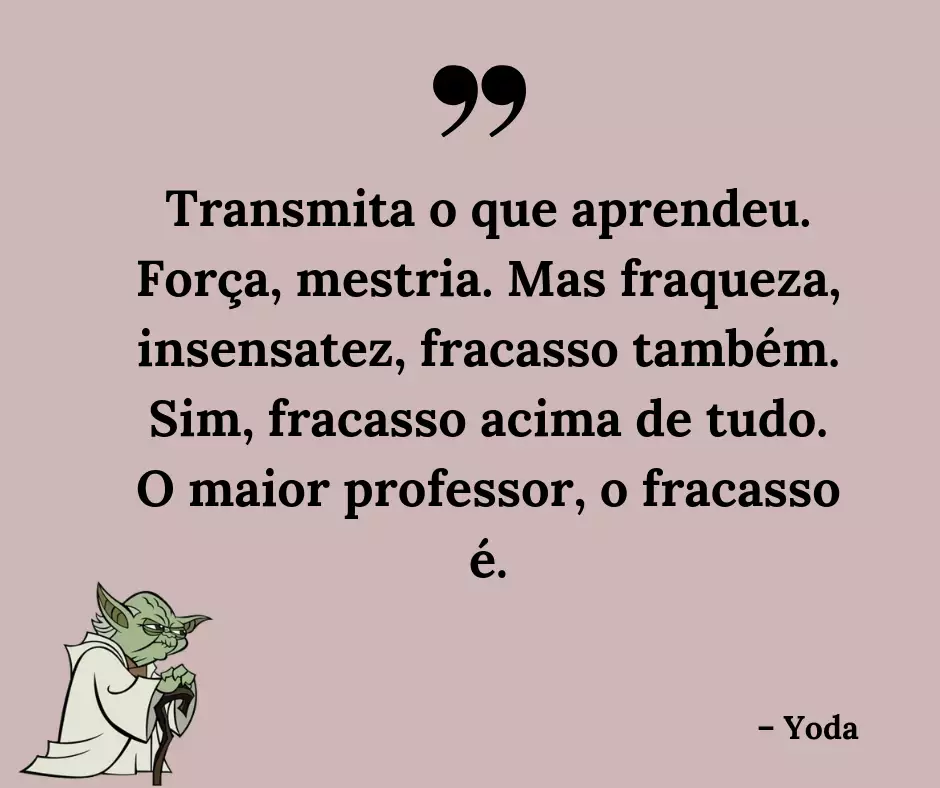 ”
Transmita o que aprendeu.
Força, mestria. Mas fraqueza,
insensatez, fracasso também.
Sim, fracasso acima de tudo.
O maior professor, o fracasso
é.
– Yoda